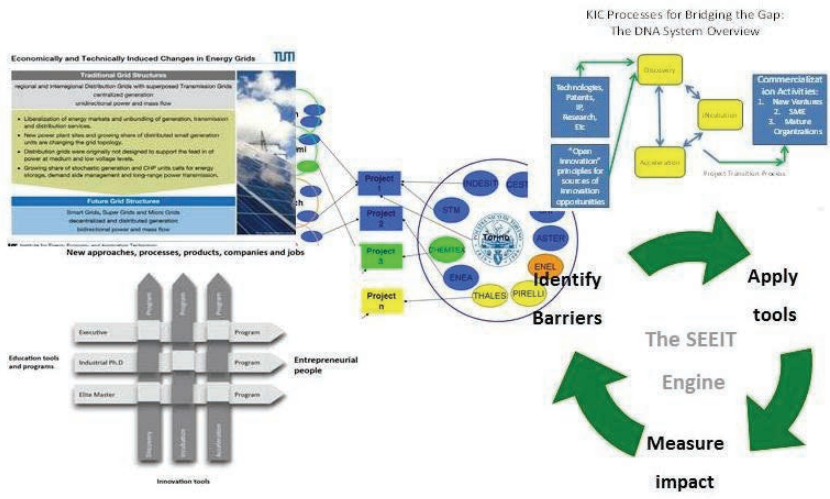 KIC Processes for Bridging the Gap:
The DNA System Overview
Economically and Technically Induced Changes in Energy Grids
TUM
Traditional Grid Structures
regional and interregional Distribution Grids with superposed Transmission Grids
centralized generation
unidirectional power and mass flow
Liberalization of energy markets and unbundling of generation, transmission
and distribution services.
New power plant sites and growing share of distributed small generation
units are changing the grid topology.
Distribution grids were originally not designed to support the feed in of
power at medium and low voltage levels.
Growing share of stochastic generation and CHP units calls for energy
storage, demand side management and long-range power transmission.
Future Grid Structures
Smart Grids, Super Grids and Micro Grids
decentralized and distributed generation
bidirectional power and mass flow
Project
1
Project
2
Project
3
Project
n
INDESIT
CEST
STM
ASTER
CHEMTEX
ENEL
ENEA
THALES
PIRELLI
Torino
Technologies,
Patents,
IP,
Research,
Etc
"Open
Innovation"
principles for
sources of
innovation
opportunities
Discovery
INcubation
Acceleration
Commercializat
ion Activities:
1. New Ventures
2. SME
3. Mature
Organizations
Project Transition Process
New approaches, processes, products, companies and jobs
Program
Program
Program
Executive
Program
Industrial Ph.D
Program
Elite Master
Program
Education tools
and programs
Entrepreneurial
people
Discovery
Incubation
Acceleration
Innovation tools
Identify
Barriers
Apply
tools
The SEEIT
Engine
Measure
impact